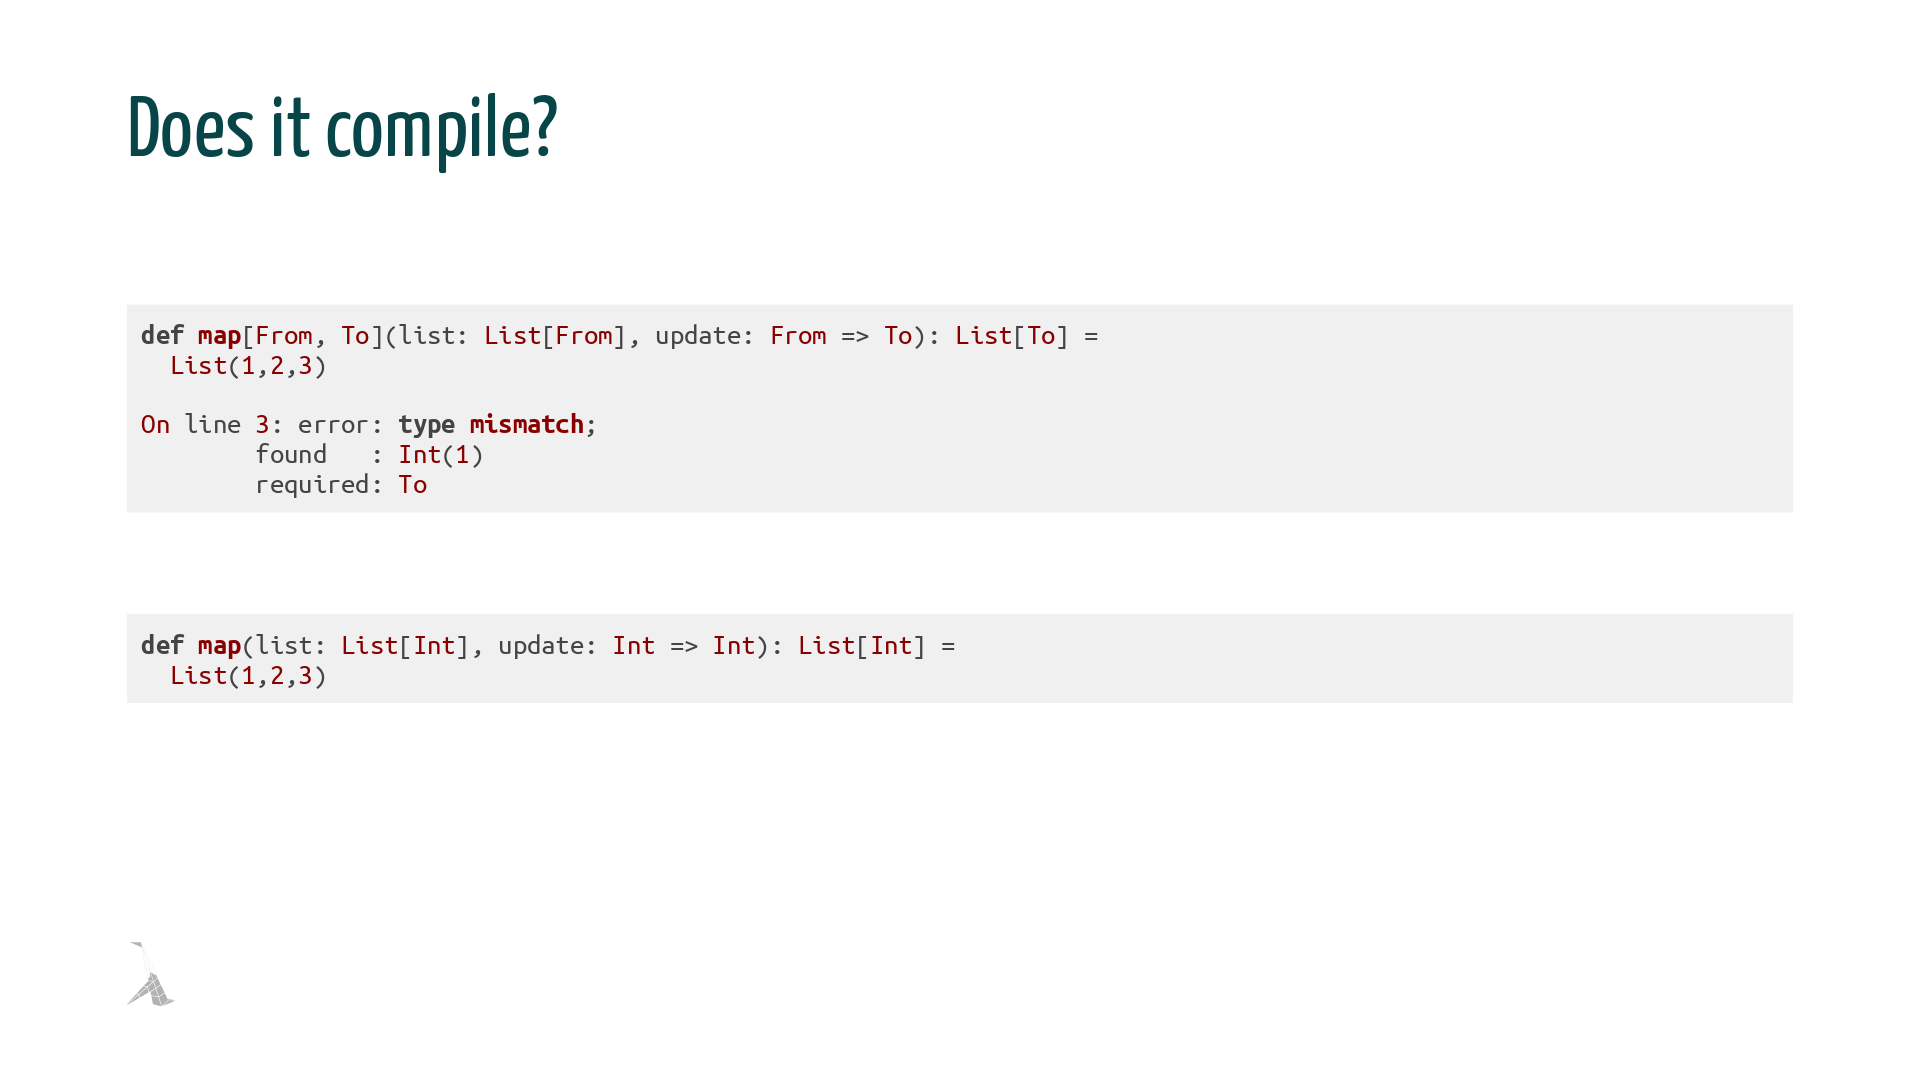 Does it compile?
def map[From, To](list: List[From], update: From => To): List[To] =
  List(1,2,3)
On line 3: error: type mismatch;
        found   : Int(1)
        required: To
def map(list: List[Int], update: Int => Int): List[Int] =
  List(1,2,3)